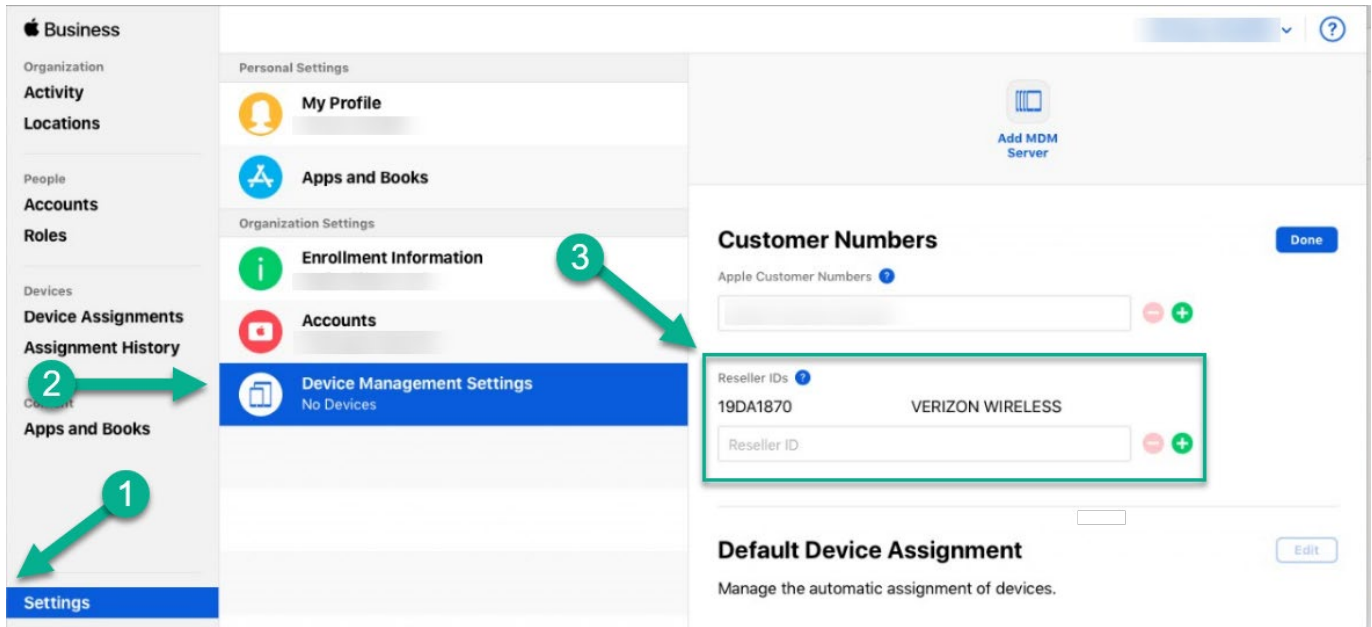 Business
Organization
Activity
Locations
People
Accounts
Roles
Devices
Device Assignments
Assignment History
2
Apps and Books
1
Settings
?
Personal Settings
My Profile
Apps and Books
Organization Settings
Enrollment Information
Accounts
Device Management Settings
No Devices
3
Add MDM
Server
Customer Numbers
Done
Apple Customer Numbers ?
Reseller IDs ?
19DA1870 VERIZON WIRELESS
Reseller ID
Default Device Assignment
Edit
Manage the automatic assignment of devices.